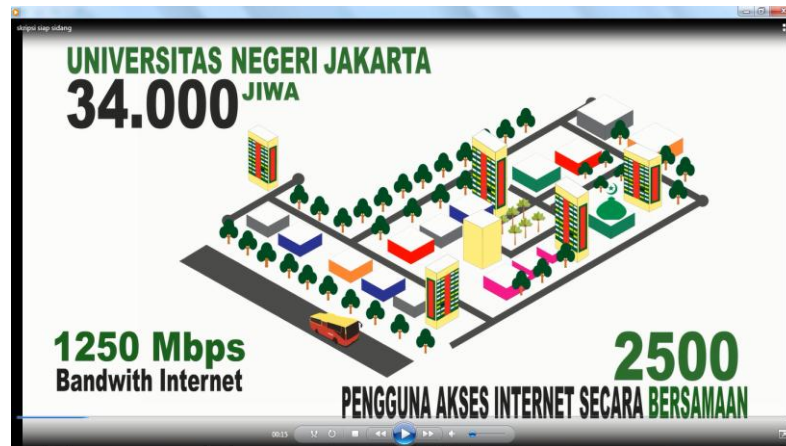 skripsi siap sidang
UNIVERSITAS NEGERI JAKARTA
34.000 JIWA
1250 Mbps
Bandwith Internet
2500
PENGGUNA AKSES INTERNET SECARA BERSAMAAN
00:15